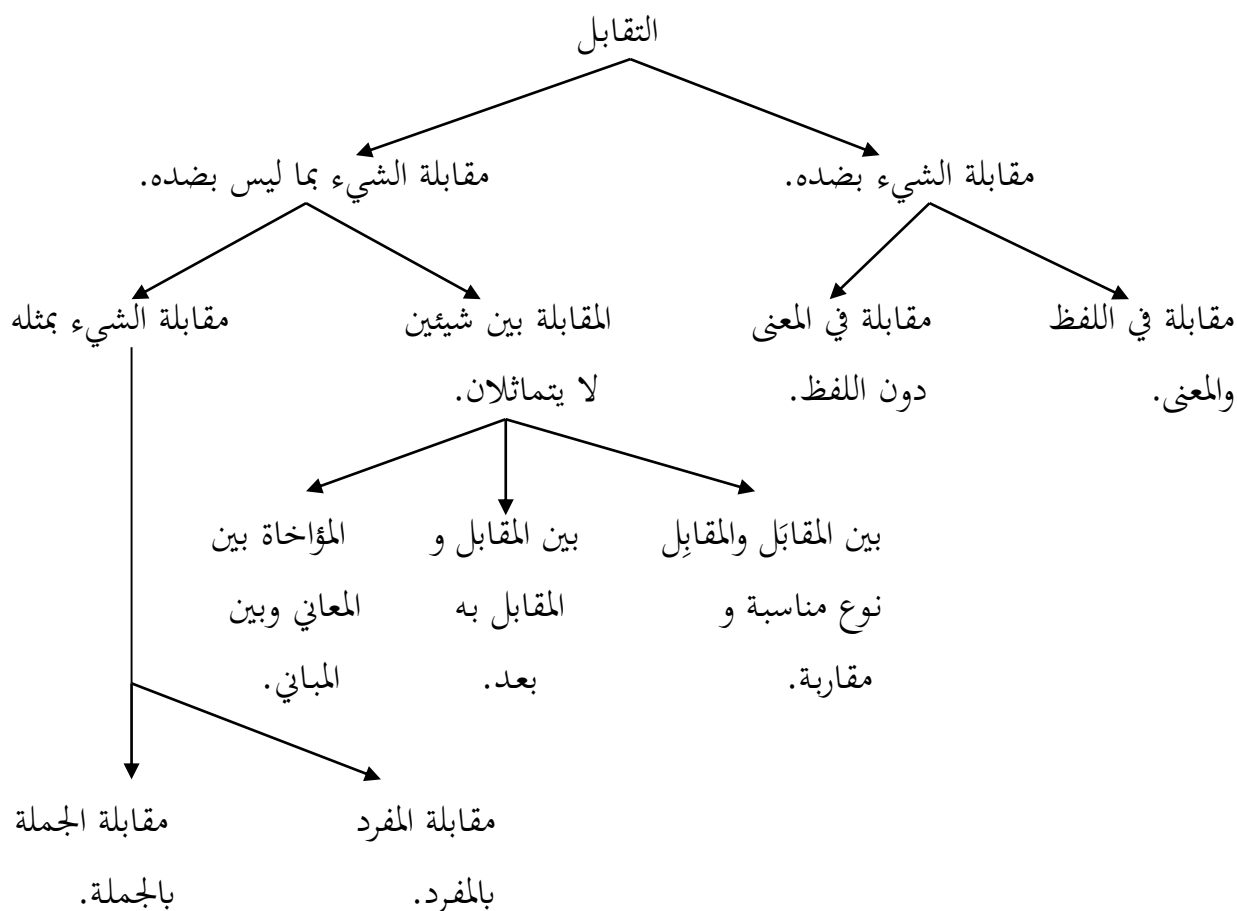 التقابل
مقابلة الشيء بضده.
مقابلة الشيء بما ليس بضده.
مقابلة في اللفظ
والمعنى.
مقابلة في المعنى
دون اللفظ.
المقابلة بين شيئين
لا يتماثلان.
مقابلة الشيء بمثله
بين المقابَل والمقابِل
نوع مناسبة و
مقاربة.
بين المقابل و
المقابل به
بعد.
المؤاخاة بين
المعاني وبين
المباني.
مقابلة المفرد
بالمفرد.
مقابلة الجملة
بالجملة.